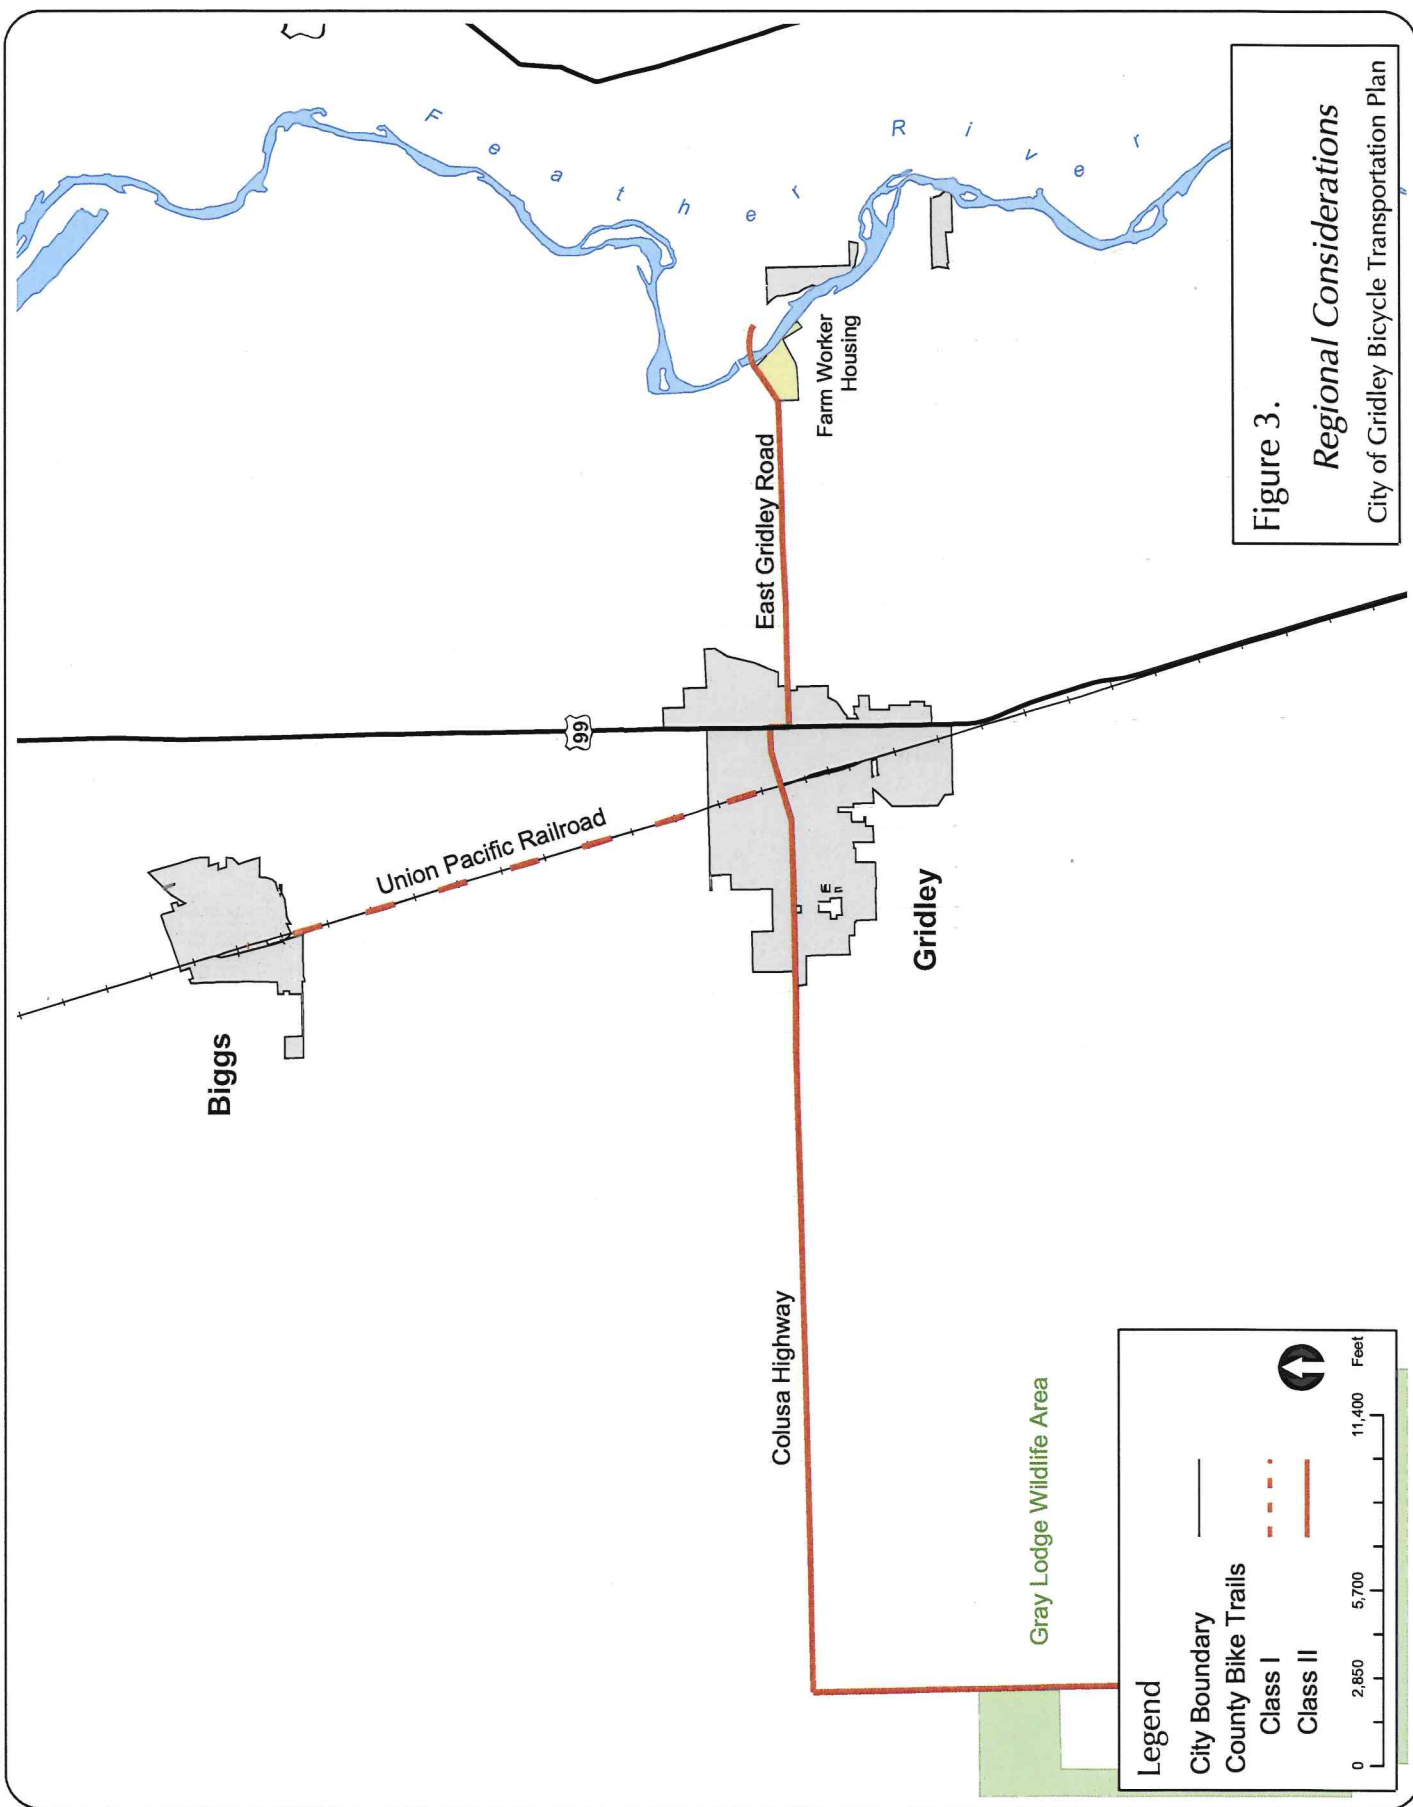 Feather River
99
Union Pacific Railroad
Biggs
East Gridley Road
Farm Worker
Housing
Gridley
Colusa Highway
Gray Lodge Wildlife Area
Legend
City Boundary
County Bike Trails
Class I
Class II
0 2,850 5,700 11,400 Feet
Figure 3.
Regional Considerations
City of Gridley Bicycle Transportation Plan